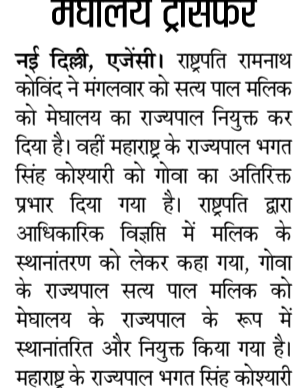 मेघालय ट्रांसफर
नई दिल्ली, एजेंसी। राष्ट्रपति रामनाथ
कोविंद ने मंगलवार को सत्य पाल मलिक
को मेघालय का राज्यपाल नियुक्त कर
दिया है। वहीं महाराष्ट्र के राज्यपाल भगत
सिंह कोश्यारी को गोवा का अतिरिक्त
प्रभार दिया गया है। राष्ट्रपति द्वारा
आधिकारिक विज्ञप्ति में मलिक के
स्थानांतरण को लेकर कहा गया, गोवा
के राज्यपाल सत्य पाल मलिक को
मेघालय के राज्यपाल के रूप में
स्थानांतरित और नियुक्त किया गया है।
महाराष्ट्र के राज्यपाल भगत सिंह कोश्यारी